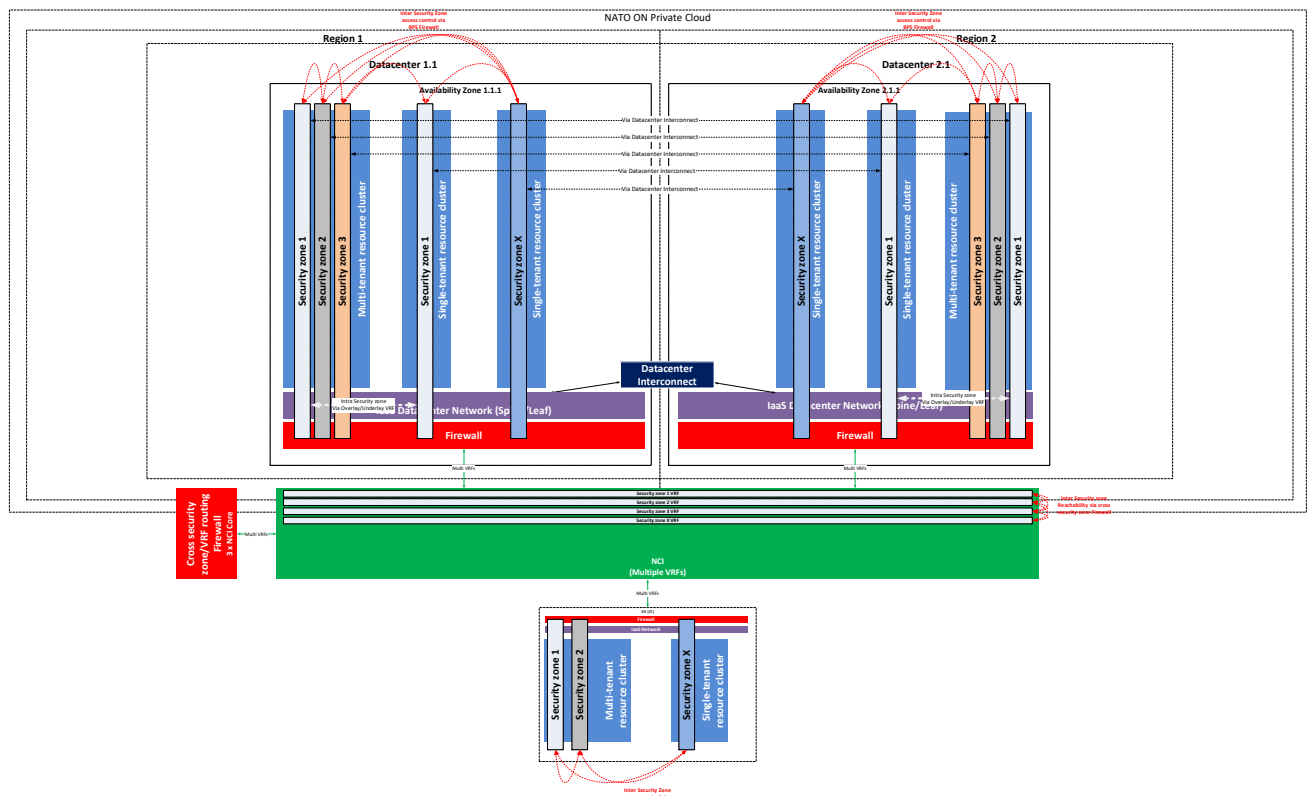 NATO ON Private Cloud
Inter Security Zone
access control via
BPS Firewall
Inter Security Zone
access control via
BPS Firewall
Region 1
Region 2
Datacenter 1.1
Datacenter 2.1
Availability Zone 1.1.1
Availability Zone 2.1.1
Via Datacenter Interconnect
Via Datacenter Interconnect
Via Datacenter Interconnect
Via Datacenter Interconnect
Via Datacenter Interconnect
Security zone 1
Security zone 2
Security zone 3
Multi-tenant resource cluster
Security zone 1
Single-tenant resource cluster
Security zone X
Single-tenant resource cluster
Security zone X
Single-tenant resource cluster
Security zone 1
Single-tenant resource cluster
Multi-tenant resource cluster
Security zone 3
Security zone 2
Security zone 1
Datacenter
Interconnect
Intra Security zone
Via Overlay/Underlay VRF
Datacenter Network
Intra Security zone
Via Overlay/Underlay VRF
IaaS Datacenter Network
Firewall
Firewall
Multi VRFs
Multi VRFs
Security zone 1 VRF
Security zone 2 VRF
Security zone 3 VRF
Security zone X VRF
Inter Security zone
Reachability via cross
security zone Firewall
Cross security
zone/VRF routing
Firewall
3 x NCI Core
Multi VRFs
NCI
(Multiple VRFs)
Multi VRFs
Firewall
IaaS Network
Security zone 1
Security zone 2
Multi-tenant
resource cluster
Security zone X
Single-tenant
resource cluster
Inter Security Zone